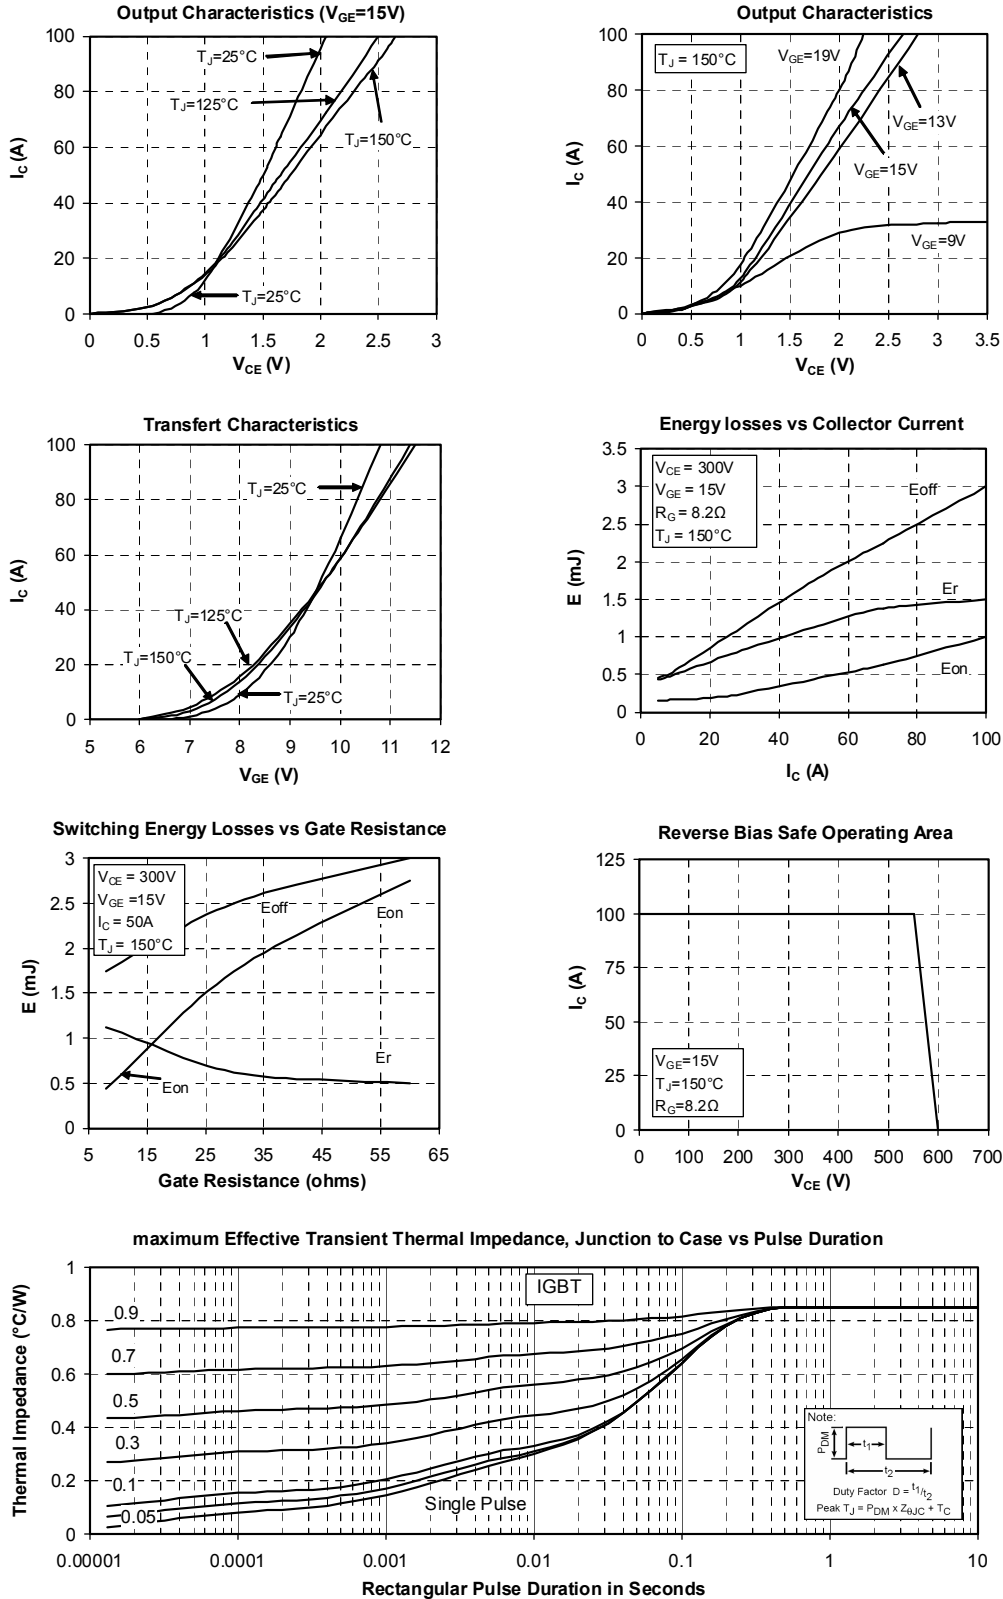 Output Characteristics (VGE=15V)
100
80
60
40
20
0
IC (A)
TJ=25°C
TJ=125°C
TJ=150°C
TJ=25°C
0 0.5 1 1.5 2 2.5 3
VCE (V)
Output Characteristics
100
80
60
40
20
0
IC (A)
TJ = 150°C
VGE=19V
VGE=13V
VGE=15V
VGE=9V
0 0.5 1 1.5 2 2.5 3 3.5
VCE (V)
Transfert Characteristics
100
80
60
40
20
0
IC (A)
TJ=25°C
TJ=125°C
TJ=150°C
TJ=25°C
5 6 7 8 9 10 11 12
VGE (V)
Energy losses vs Collector Current
3.5
3
2.5
2
1.5
1
0.5
0
E (mJ)
VCE = 300V
VGE = 15V
RG = 8.2Ω
TJ = 150°C
Eoff
Er
Eon
0 20 40 60 80 100
IC (A)
Switching Energy Losses vs Gate Resistance
3
2.5
2
1.5
1
0.5
0
E (mJ)
VCE = 300V
VGE =15V
IC = 50A
TJ = 150°C
Eoff
Eon
Er
Eon
5 15 25 35 45 55 65
Gate Resistance (ohms)
Reverse Bias Safe Operating Area
125
100
75
50
25
0
IC (A)
VGE=15V
TJ=150°C
RG=8.2Ω
0 100 200 300 400 500 600 700
VCE (V)
maximum Effective Transient Thermal Impedance, Junction to Case vs Pulse Duration
1
0.8
0.6
0.4
0.2
0
Thermal Impedance (°C/W)
IGBT
0.9
0.7
0.5
0.3
0.1
0.05
Single Pulse
Note:
PDM
t1
t2
Duty Factor D = t1/t2
Peak TJ = PDM x ZθJC + TC
0.00001 0.0001 0.001 0.01 0.1 1 10
Rectangular Pulse Duration in Seconds